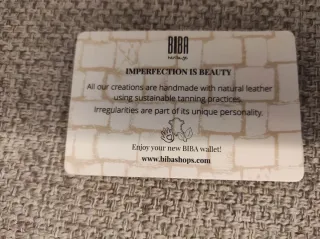 BIBA
IMPERFECTION IS BEAUTY
All our creations are handmade with natural leather
using sustainable tanning practices.
Irregularities are part of its unique personality.
Enjoy your new BIBA wallet!
www.bibashops.com